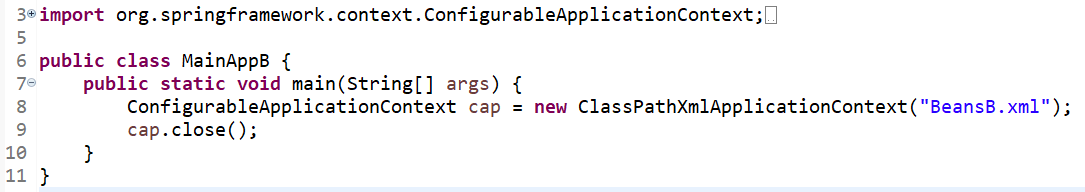 3 import org.springframework.context.ConfigurableApplicationContext;
5
6 public class MainAppB {
7 public static void main(String[] args) {
8 ConfigurableApplicationContext cap = new ClassPathXmlApplicationContext("BeansB.xml");
9 cap.close();
10 }
11 }